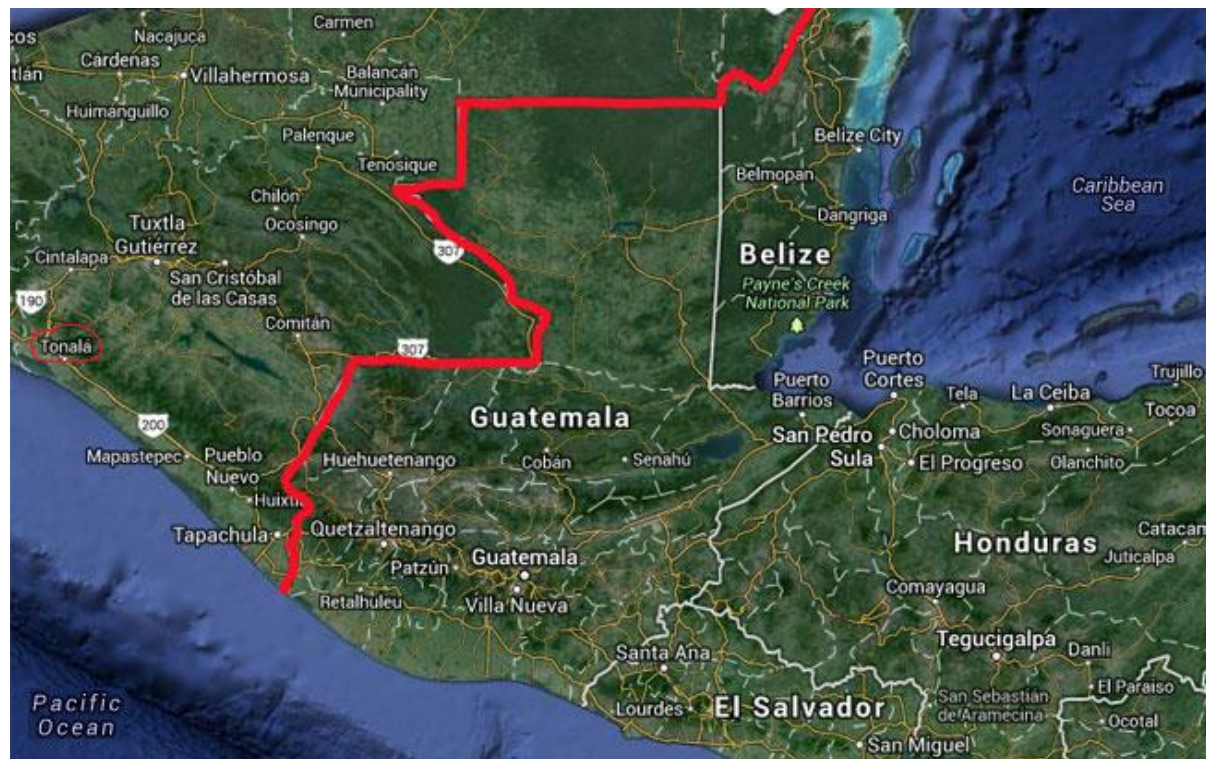 Carmen
Nacajuca
cos
Cárdenas
tlán
Villahermosa
Balancán
Municipality
Huimanguillo
Palenque
Tenosique
Belize City
Belmopan
Caribbean
Sea
Chilón
Ocosingo
Tuxtla
Gutiérrez
Dangriga
Cintalapa
307
Belize
San Cristóbal
de las Casas
Payne's Creek
National Park
190
Comitán
Tonalá
307
Puerto
Cortes
Puerto
Barrios
Tela
La Ceiba
Trujillo
Tocoa
200
Guatemala
San Pedro
Sula
Choloma
Sonaguera
Mapastepec
Pueblo
Nuevo
Huehuetenango
Cobán
Senahú
El Progreso
Olanchito
Huixtl
Tapachula
Quetzaltenango
Patzún
Guatemala
Honduras
Catacam
Juticalpa
Retalhuleu
Villa Nueva
Comayagua
Tegucigalpa
Danli
Santa Ana
El Paraiso
Pacific
Ocean
Lourdes
El Salvador
San Sebastián
de Aramecina
Ocotal
San Miguel